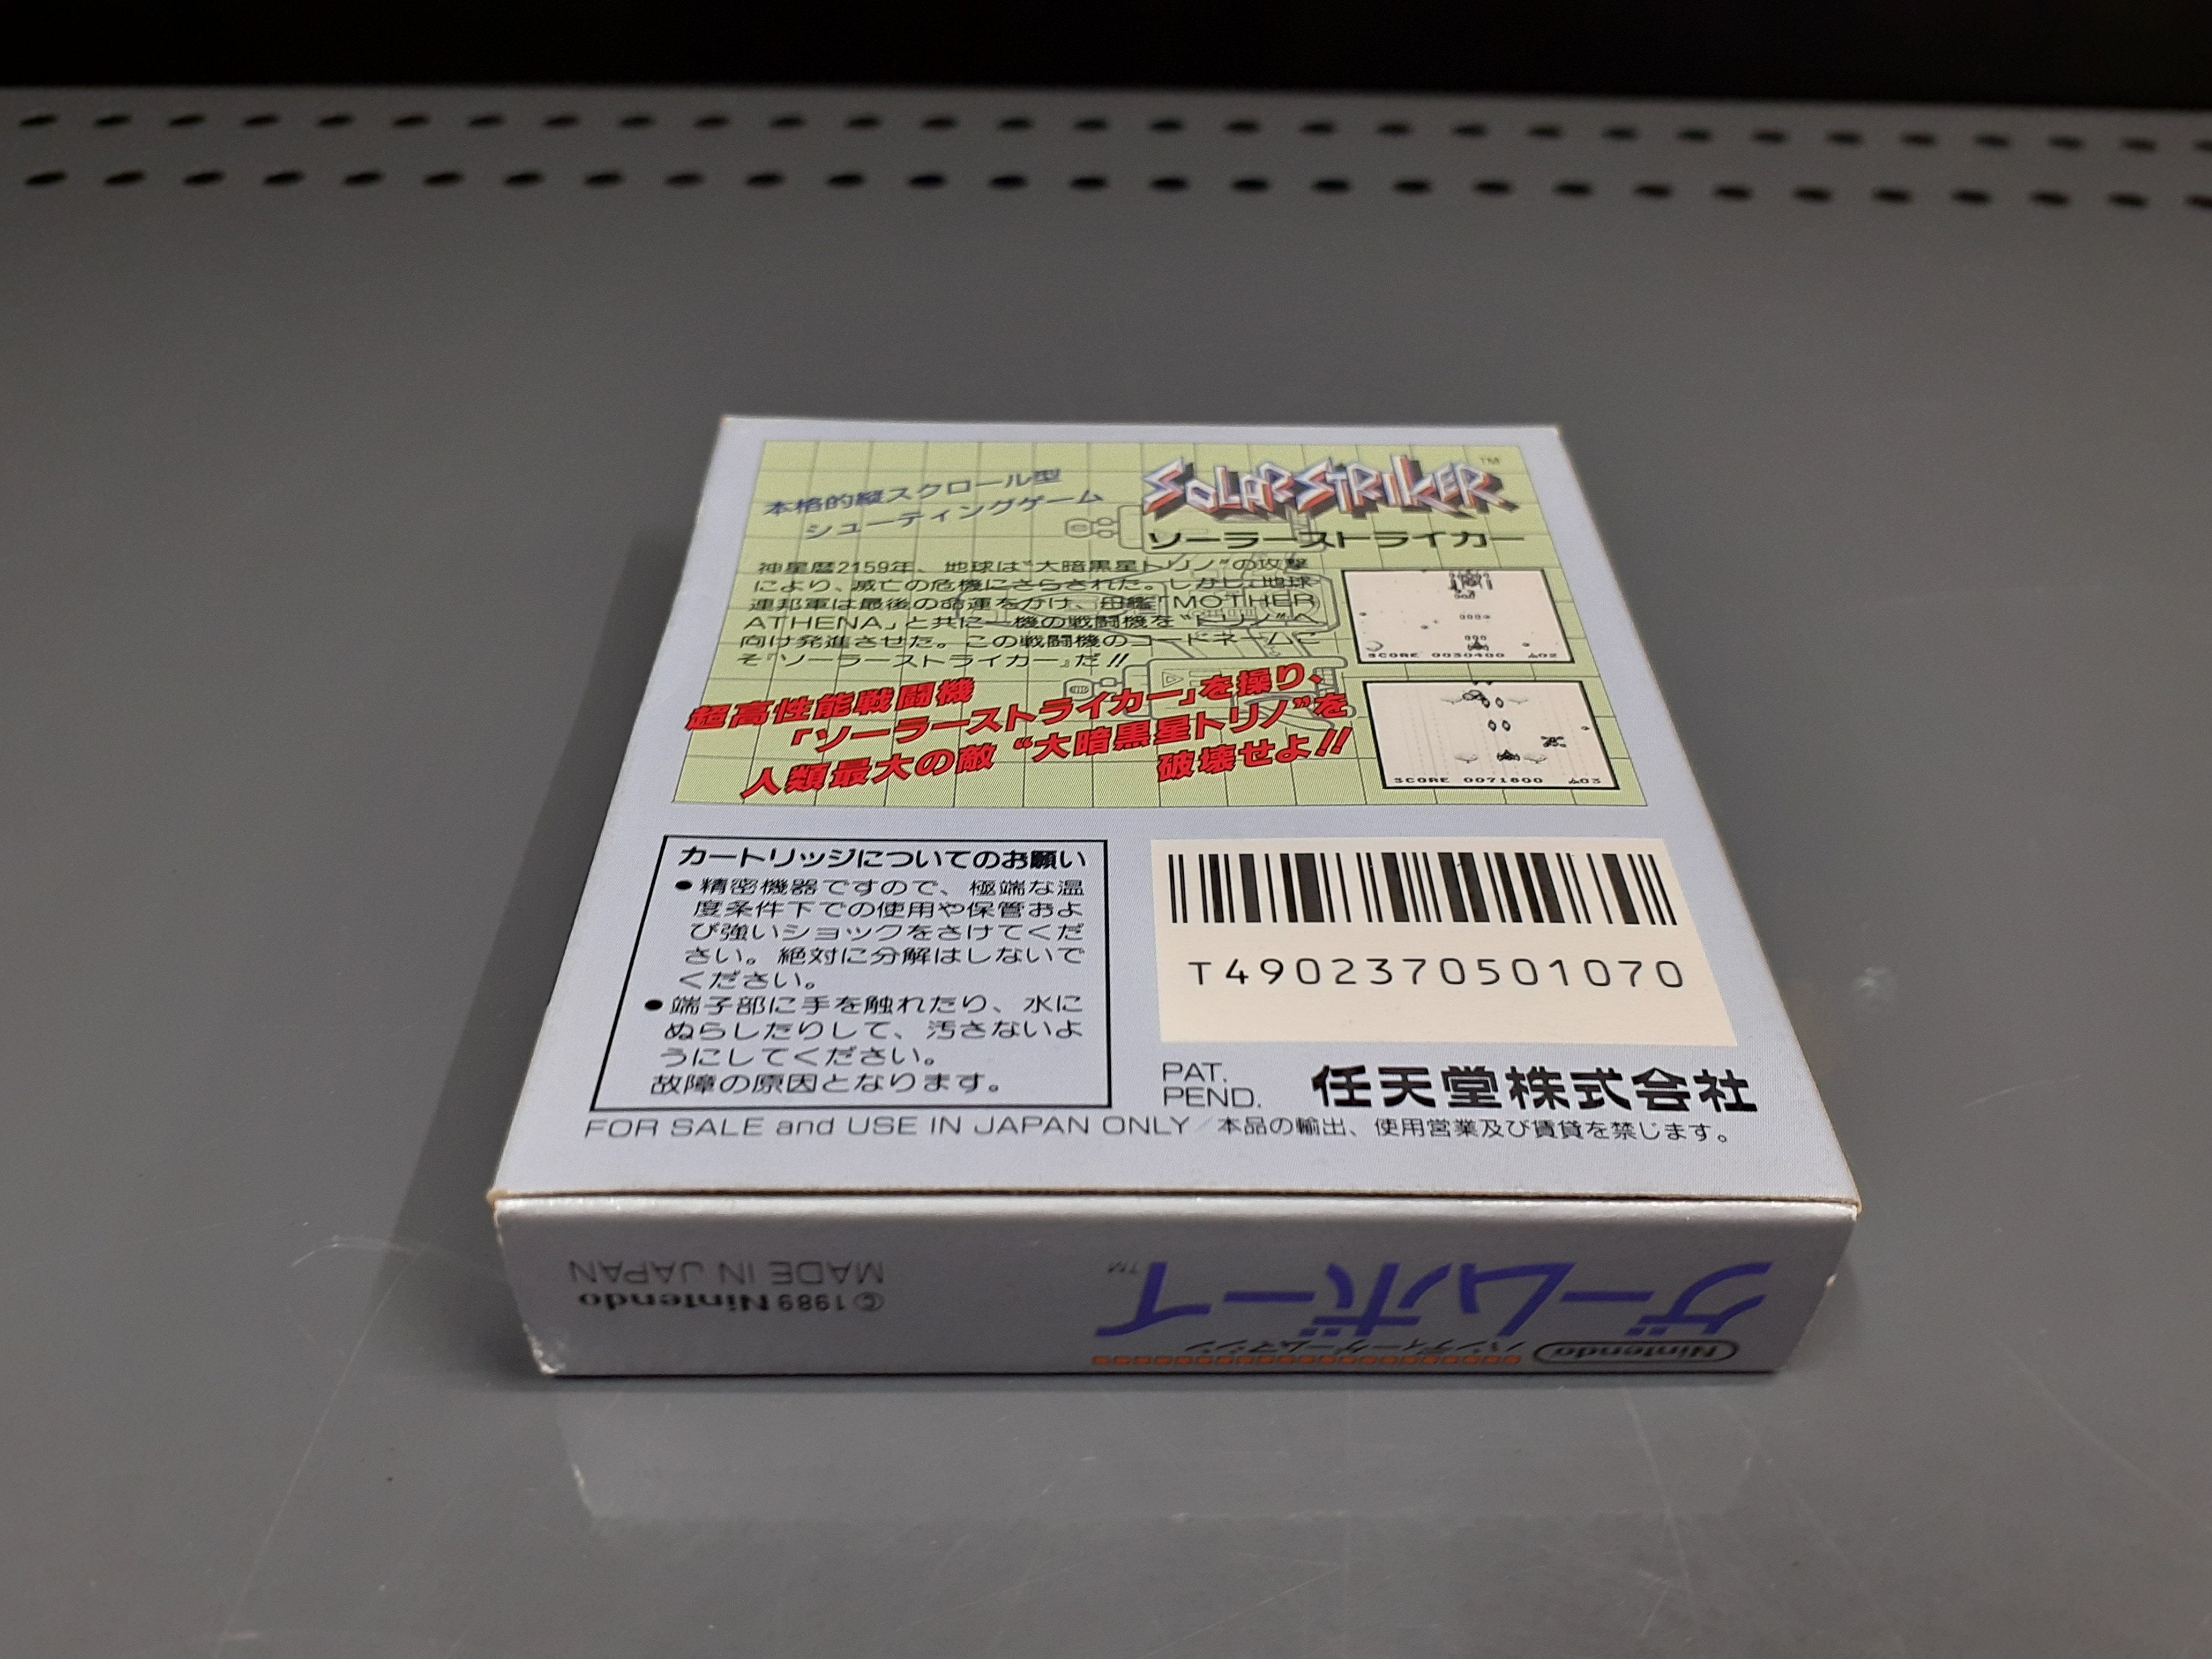 本格的縦スクロール型
シューティングゲーム
SOLARSTRIKER™
ソーラーストライカー
神星暦2159年、地球は“大暗黒星トリノ”の攻撃
により、滅亡の危機にさらされた。しかし、地球
連邦軍は最後の命運をかけ、母艦「MOTHER
ATHENA」と共に一機の戦闘機を“トリノ”へ
向け発進させた。この戦闘機のコードネームこ
そ『ソーラーストライカー』だ!!
超高性能戦闘機
「ソーラーストライカー」を操り、
人類最大の敵“大暗黒星トリノ”を
破壊せよ!!
SCORE 0030400 02
SCORE 0071800 03
カートリッジについてのお願い
●精密機器ですので、極端な温
度条件下での使用や保管およ
び強いショックをさけてくだ
さい。絶対に分解はしないで
ください。
●端子部に手を触れたり、水に
ぬらしたりして、汚さないよ
うにしてください。
故障の原因となります。
T4902370501070
PAT.
PEND.
任天堂株式会社
FOR SALE and USE IN JAPAN ONLY/本品の輸出、使用営業及び賃貸を禁じます。
Nintendo
ハンディーゲームマシン
ゲームボーイ™
©1989 Nintendo
MADE IN JAPAN